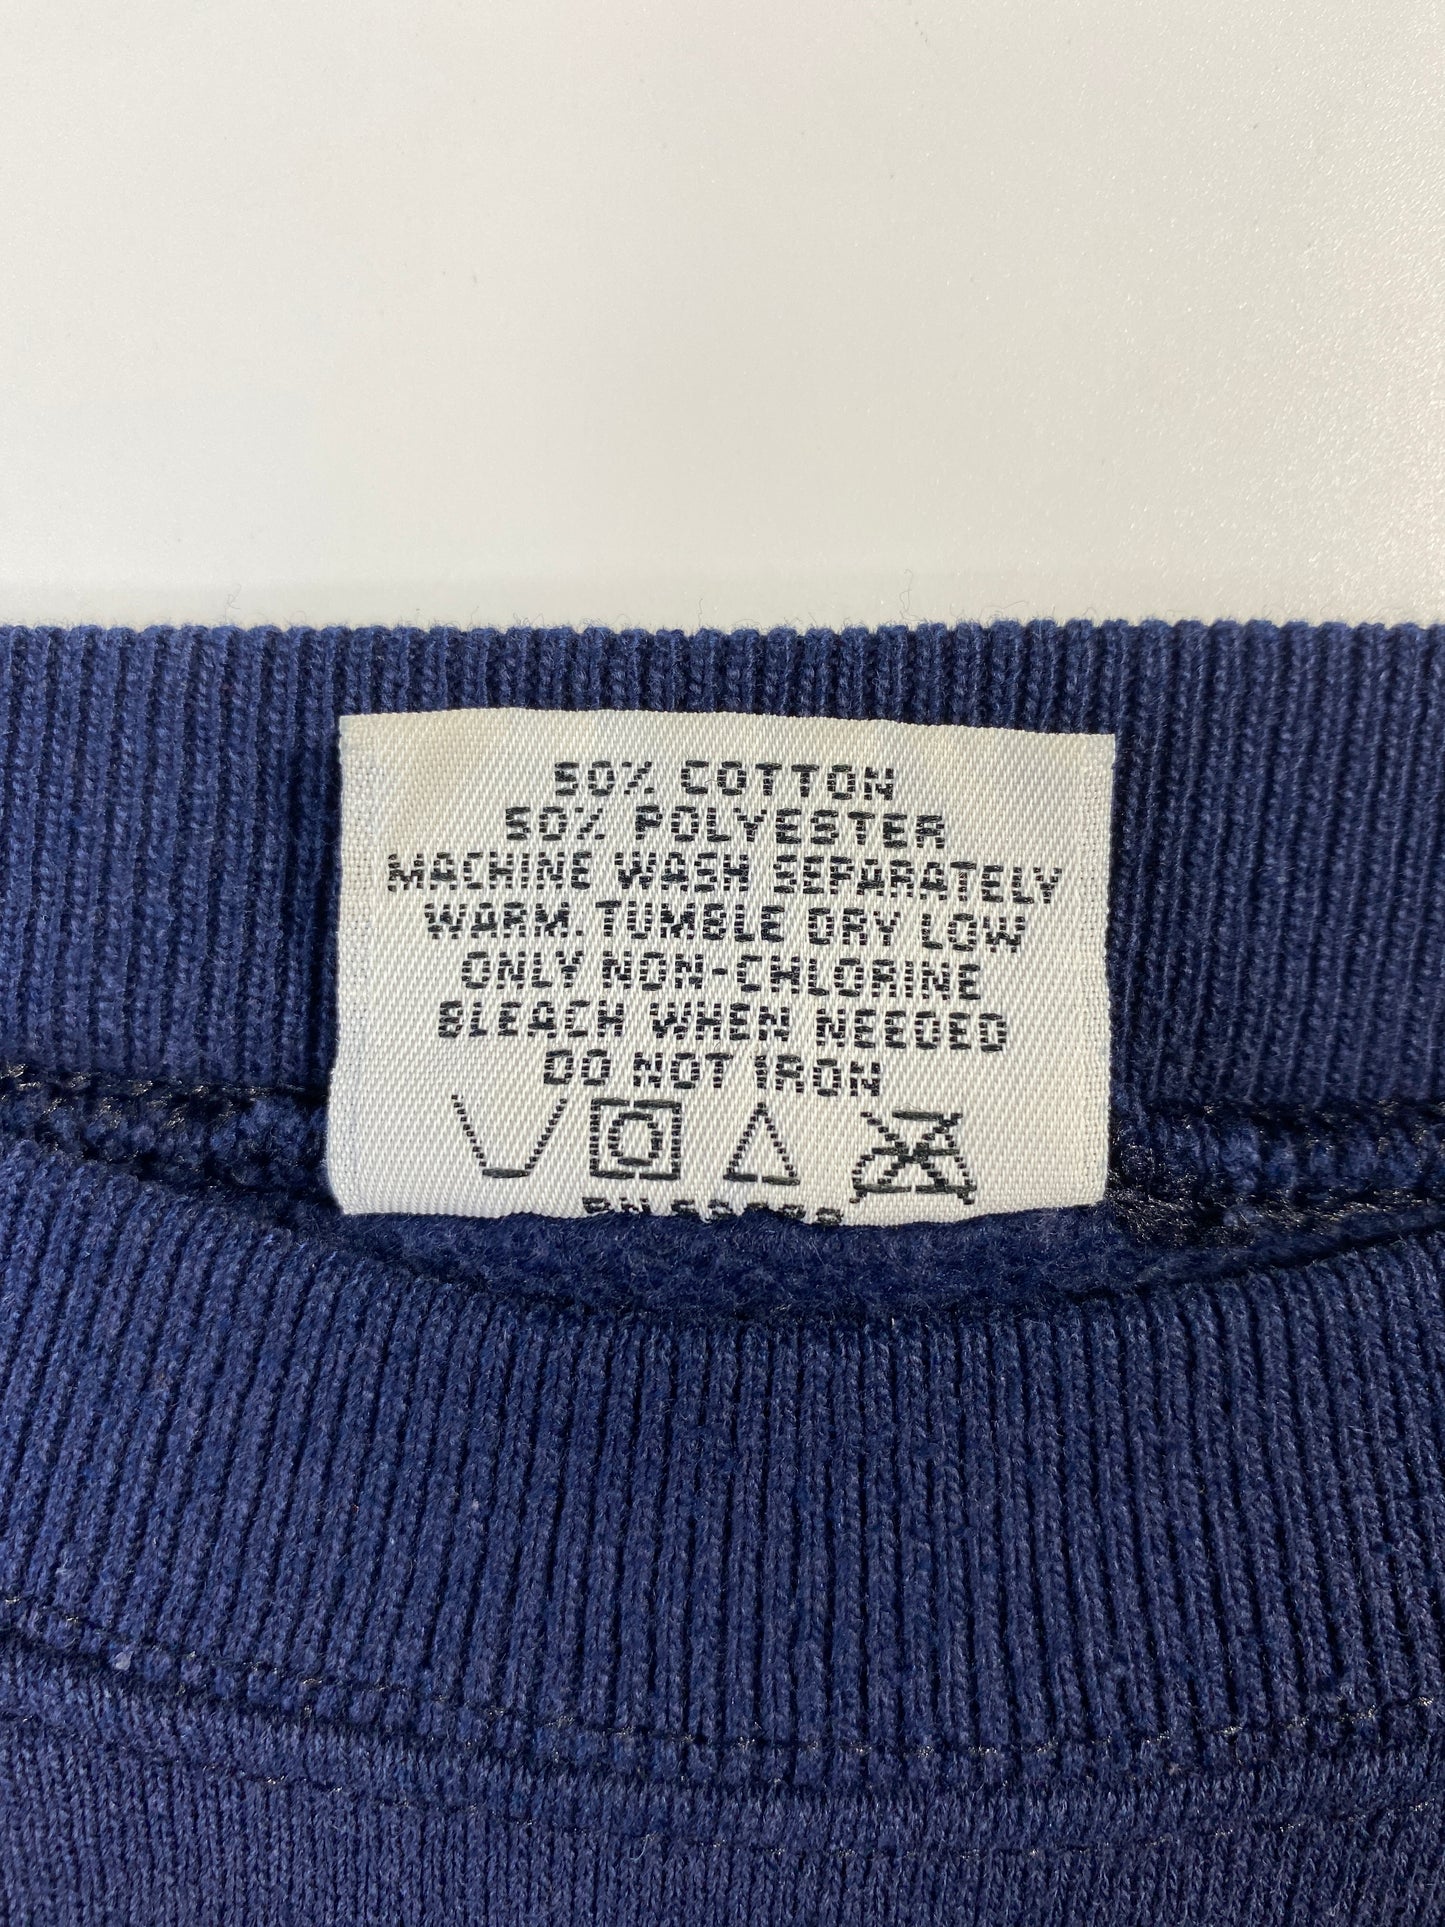 50% COTTON
50% POLYESTER
MACHINE WASH SEPARATELY
WARM. TUMBLE DRY LOW
ONLY NON-CHLORINE
BLEACH WHEN NEEDED
DO NOT IRON